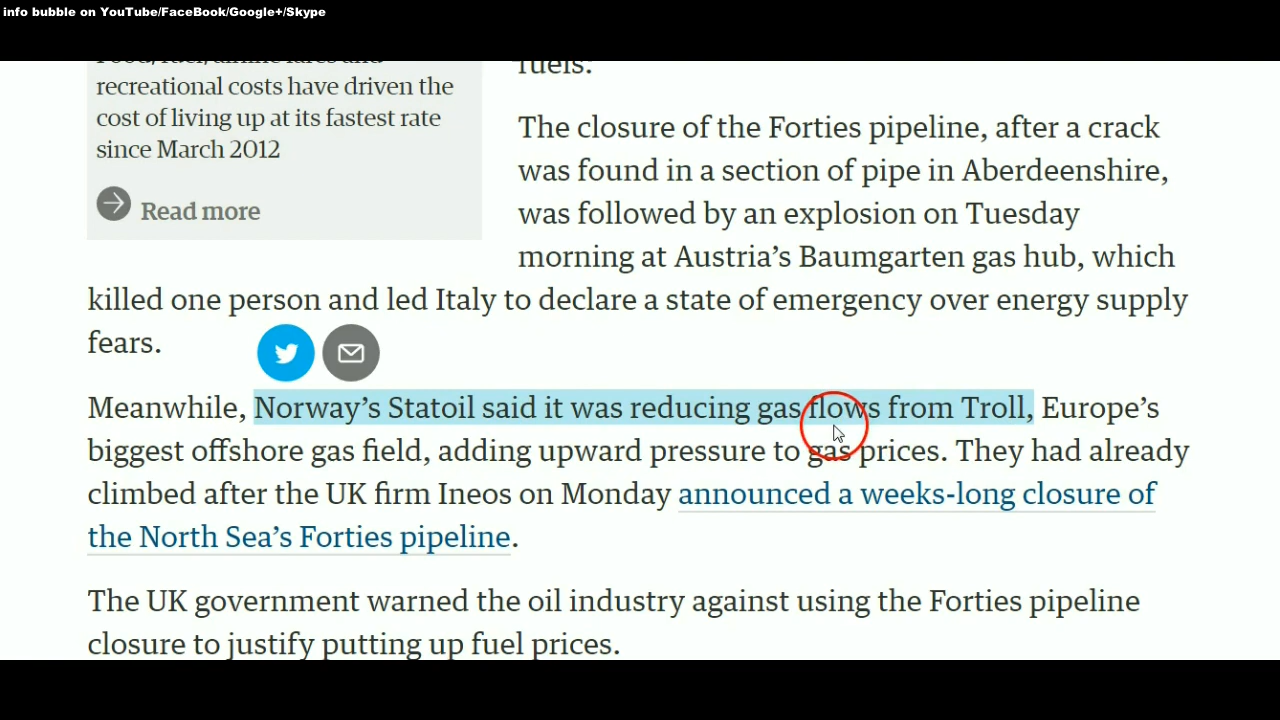 info bubble on YouTube/FaceBook/Google+/Skype
Food, fuel, airline fares and
recreational costs have driven the
cost of living up at its fastest rate
since March 2012
Read more
fuels.
The closure of the Forties pipeline, after a crack
was found in a section of pipe in Aberdeenshire,
was followed by an explosion on Tuesday
morning at Austria’s Baumgarten gas hub, which
killed one person and led Italy to declare a state of emergency over energy supply
fears.
Meanwhile, Norway’s Statoil said it was reducing gas flows from Troll, Europe’s
biggest offshore gas field, adding upward pressure to gas prices. They had already
climbed after the UK firm Ineos on Monday announced a weeks-long closure of
the North Sea’s Forties pipeline.
The UK government warned the oil industry against using the Forties pipeline
closure to justify putting up fuel prices.